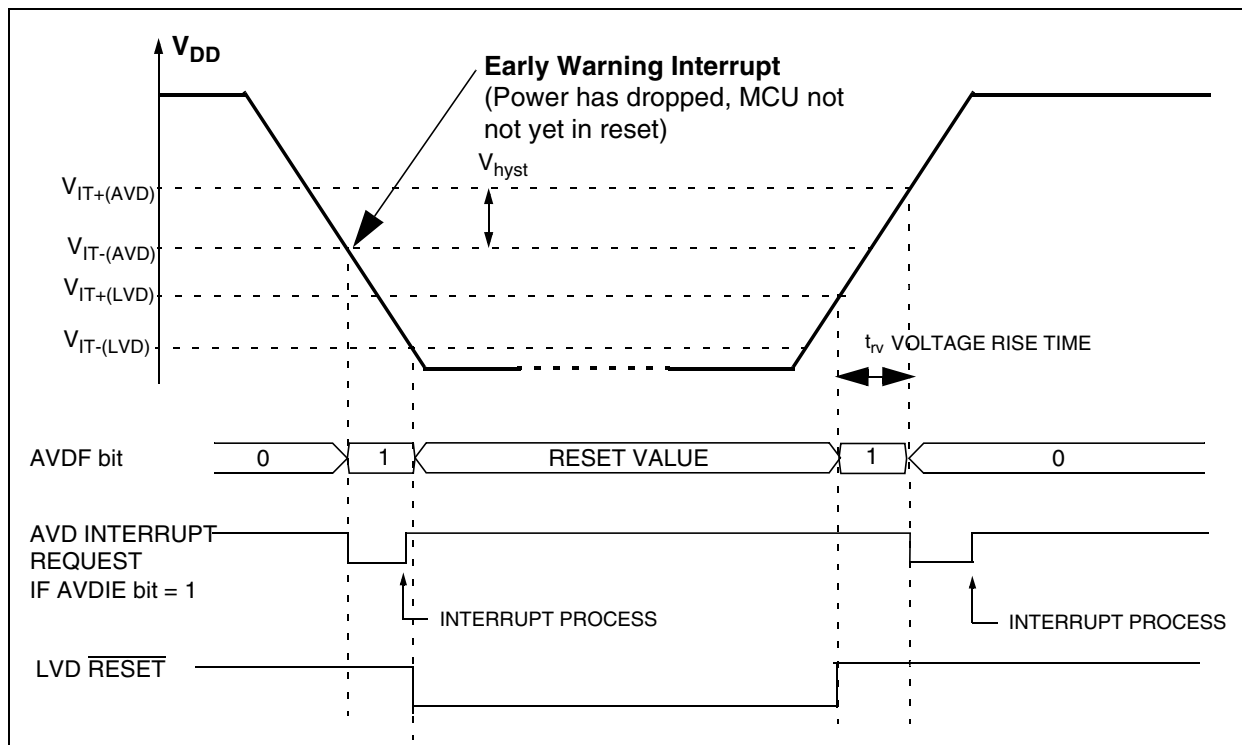 VDD
Early Warning Interrupt
(Power has dropped, MCU not
not yet in reset)
Vhyst
VIT+(AVD)
VIT-(AVD)
VIT+(LVD)
VIT-(LVD)
trv VOLTAGE RISE TIME
AVDF bit
0
1
RESET VALUE
1
0
AVD INTERRUPT
REQUEST
IF AVDIE bit = 1
INTERRUPT PROCESS
INTERRUPT PROCESS
LVD RESET